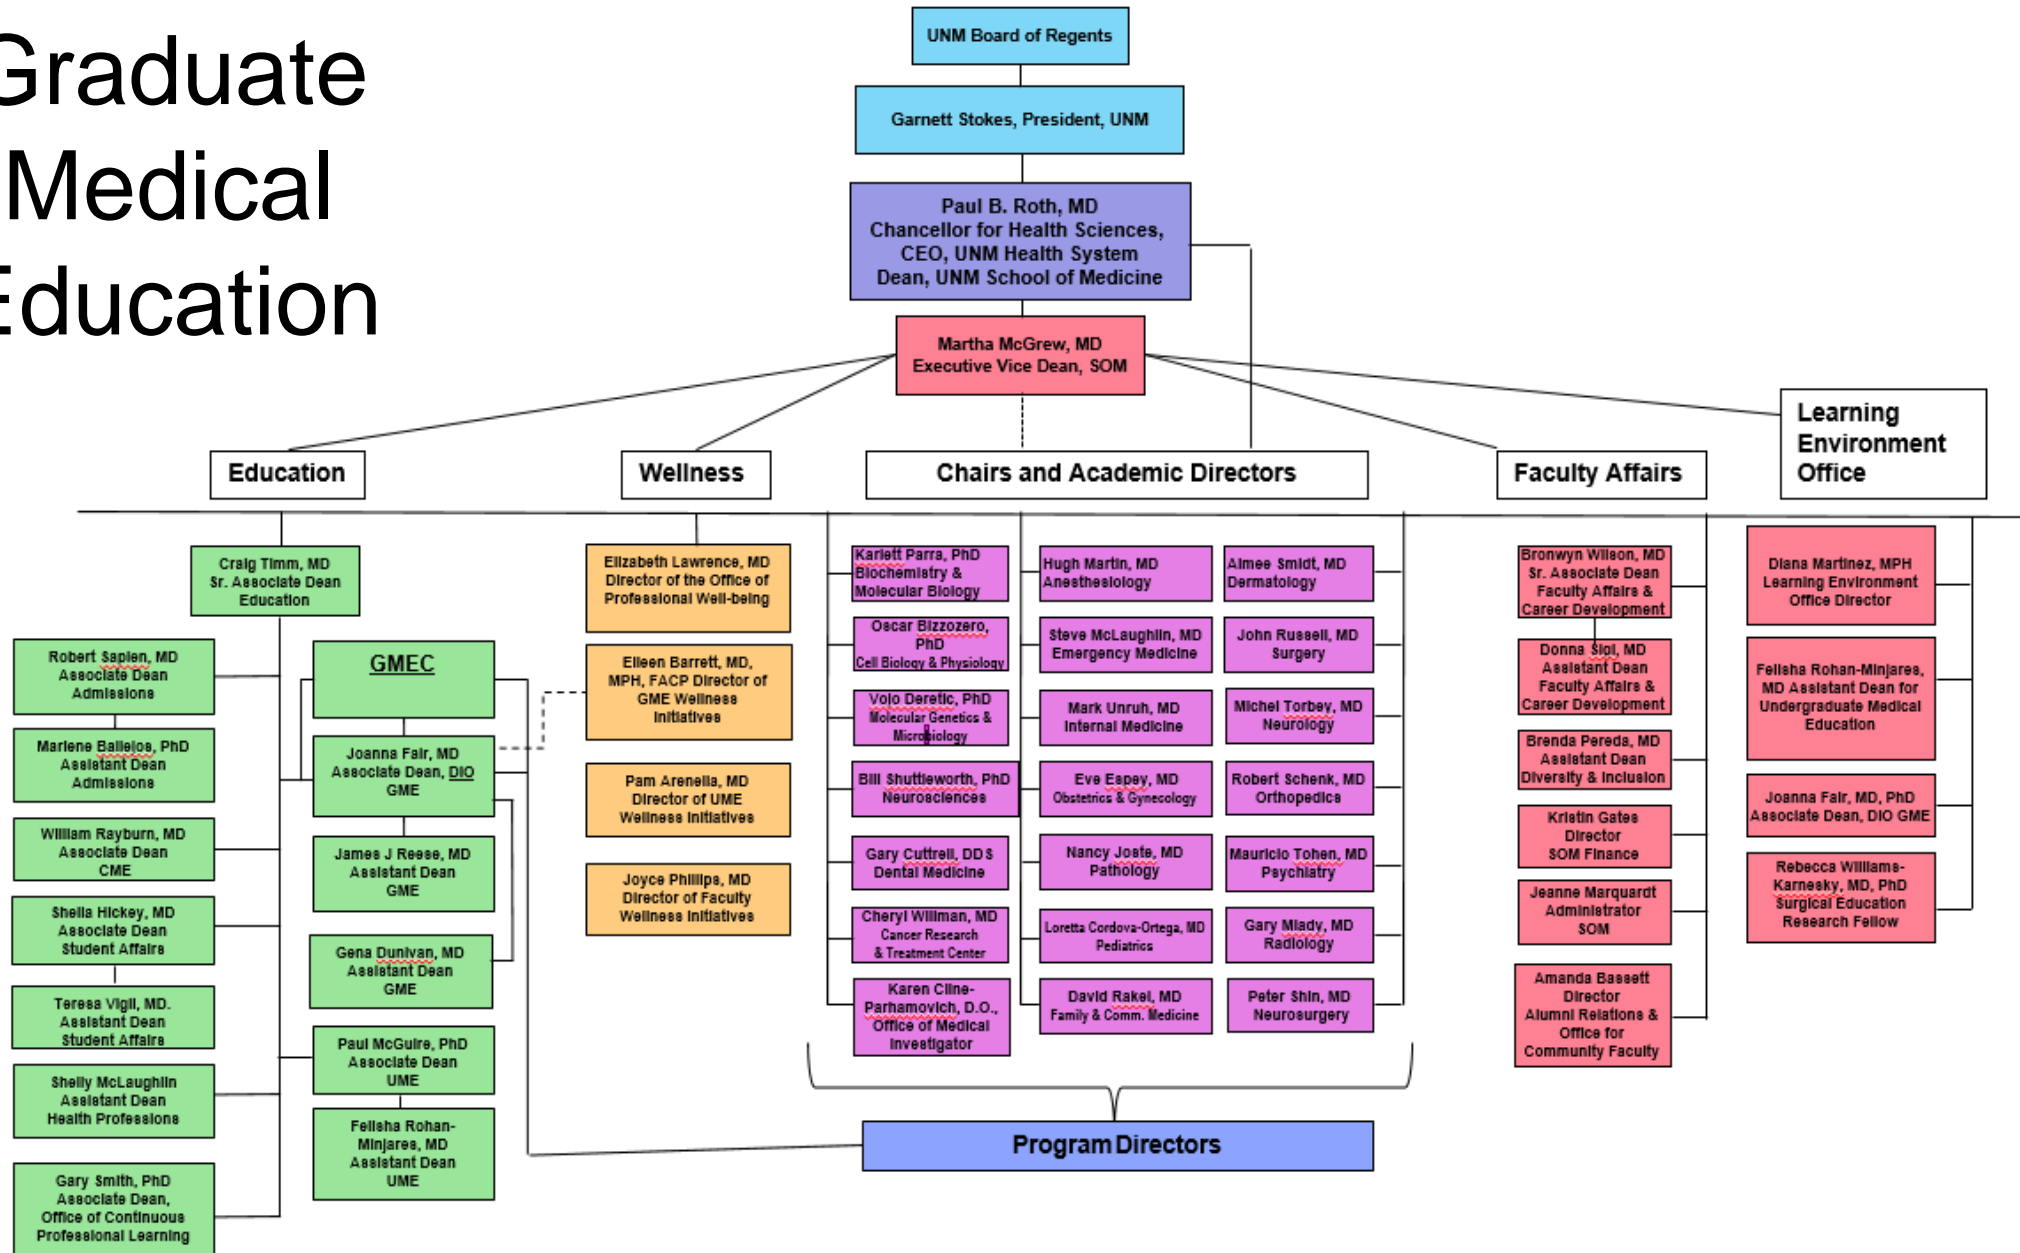 Graduate
Medical
Education
UNM Board of Regents
Garnett Stokes, President, UNM
Paul B. Roth, MD
Chancellor for Health Sciences,
CEO, UNM Health System
Dean, UNM School of Medicine
Martha McGrew, MD
Executive Vice Dean, SOM
Education
Wellness
Chairs and Academic Directors
Faculty Affairs
Learning
Environment
Office
Craig Timm, MD
Sr. Associate Dean
Education
Robert Sapien, MD
Associate Dean
Admissions
Marlene Ballejos, PhD
Assistant Dean
Admissions
William Rayburn, MD
Associate Dean
CME
Sheila Hickey, MD
Associate Dean
Student Affairs
Teresa Vigil, MD.
Assistant Dean
Student Affairs
Shelly McLaughlin
Assistant Dean
Health Professions
Gary Smith, PhD
Associate Dean,
Office of Continuous
Professional Learning
GMEC
Joanna Fair, MD
Associate Dean, DIO
GME
James J Reese, MD
Assistant Dean
GME
Gena Dunivan, MD
Assistant Dean
GME
Paul McGuire, PhD
Associate Dean
UME
Felisha Rohan-
Minjares, MD
Assistant Dean
UME
Elizabeth Lawrence, MD
Director of the Office of
Professional Well-being
Eileen Barrett, MD,
MPH, FACP Director of
GME Wellness
Initiatives
Pam Arenella, MD
Director of UME
Wellness Initiatives
Joyce Phillips, MD
Director of Faculty
Wellness Initiatives
Karlett Parra, PhD
Biochemistry &
Molecular Biology
Oscar Bizzozero,
PhD
Cell Biology & Physiology
Vojo Deretic, PhD
Molecular Genetics &
Microbiology
Bill Shuttleworth, PhD
Neurosciences
Gary Cuttrell, DDS
Dental Medicine
Cheryl Willman, MD
Cancer Research
& Treatment Center
Karen Cline-
Parhamovich, D.O.,
Office of Medical
Investigator
Hugh Martin, MD
Anesthesiology
Steve McLaughlin, MD
Emergency Medicine
Mark Unruh, MD
Internal Medicine
Eve Espey, MD
Obstetrics & Gynecology
Nancy Joste, MD
Pathology
Loretta Cordova-Ortega, MD
Pediatrics
David Rakel, MD
Family & Comm. Medicine
Aimee Smidt, MD
Dermatology
John Russell, MD
Surgery
Michel Torbey, MD
Neurology
Robert Schenk, MD
Orthopedics
Mauricio Tohen, MD
Psychiatry
Gary Mlady, MD
Radiology
Peter Shin, MD
Neurosurgery
Program Directors
Bronwyn Wilson, MD
Sr. Associate Dean
Faculty Affairs &
Career Development
Donna Sigl, MD
Assistant Dean
Faculty Affairs &
Career Development
Brenda Pereda, MD
Assistant Dean
Diversity & Inclusion
Kristin Gates
Director
SOM Finance
Jeanne Marquardt
Administrator
SOM
Amanda Bassett
Director
Alumni Relations &
Office for
Community Faculty
Diana Martinez, MPH
Learning Environment
Office Director
Felisha Rohan-Minjares,
MD Assistant Dean for
Undergraduate Medical
Education
Joanna Fair, MD, PhD
Associate Dean, DIO GME
Rebecca Williams-
Karnesky, MD, PhD
Surgical Education
Research Fellow